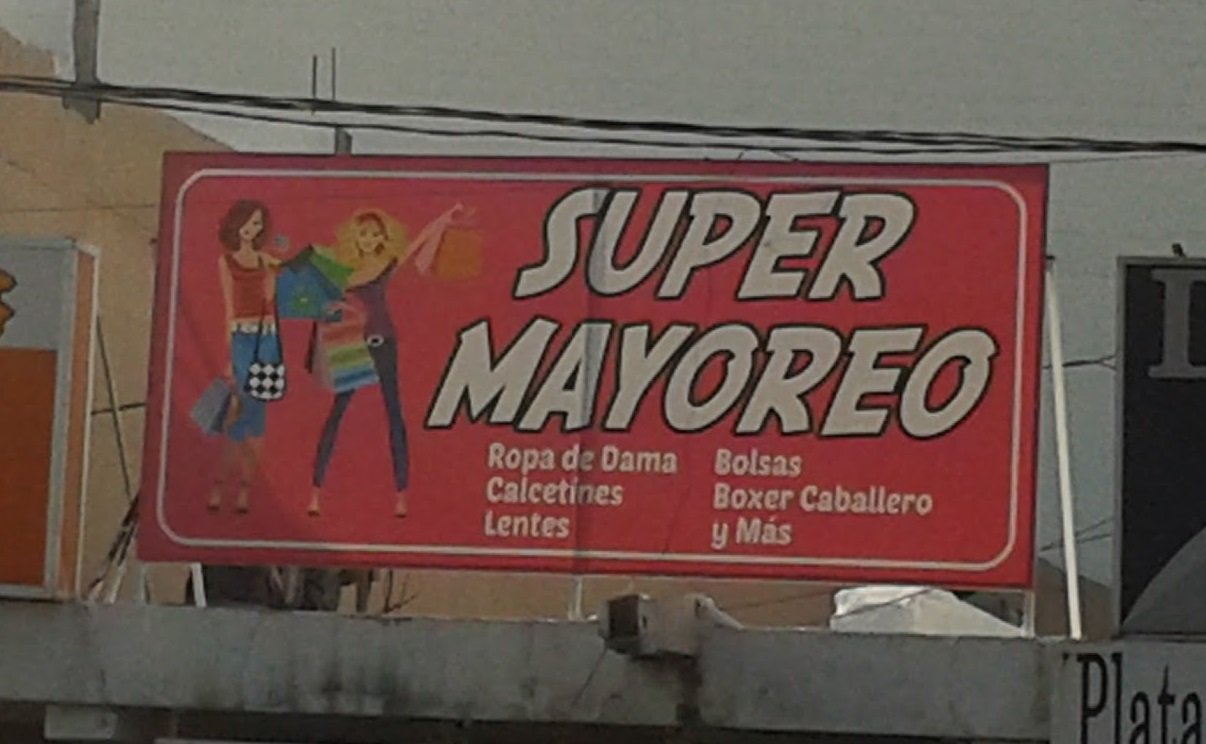 SUPER
MAYOREO
Ropa de Dama
Calcetines
Lentes
Bolsas
Boxer Caballero
y Más
Plata